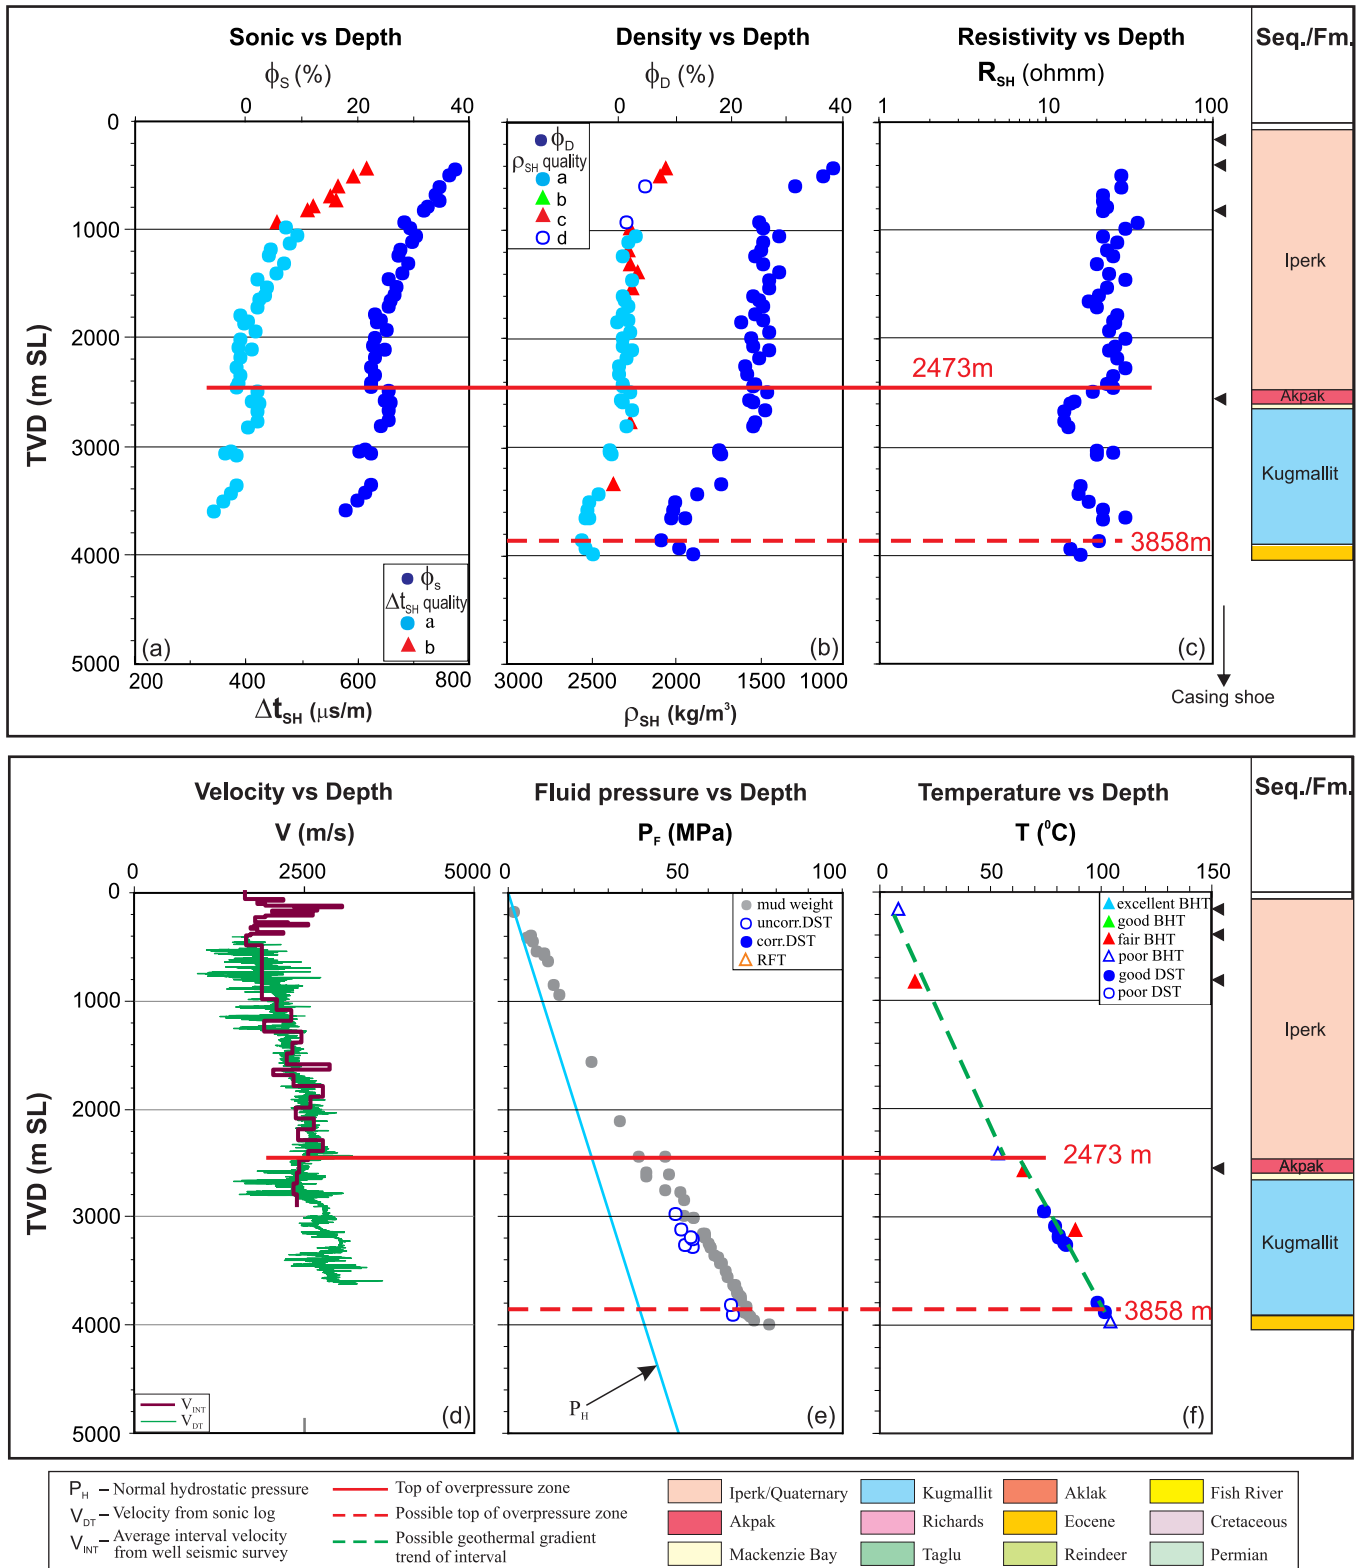 Sonic vs Depth
Density vs Depth
Resistivity vs Depth
Seq./Fm.
ϕS (%)
ϕD (%)
RSH (ohmm)
0 20 40
0 20 40
1 10 100
TVD (m SL)
0
1000
2000
3000
4000
5000
ϕD
ρSH quality
a
b
c
d
2473m
3858m
ϕs
ΔtSH quality
a
b
(a)
(b)
(c)
200 400 600 800
3000 2500 2000 1500 1000
ΔtSH (μs/m)
ρSH (kg/m³)
Casing shoe
Iperk
Akpak
Kugmallit
Velocity vs Depth
Fluid pressure vs Depth
Temperature vs Depth
Seq./Fm.
V (m/s)
PF (MPa)
T (⁰C)
0 2500 5000
0 50 100
0 50 100 150
TVD (m SL)
0
1000
2000
3000
4000
5000
mud weight
uncorr.DST
corr.DST
RFT
excellent BHT
good BHT
fair BHT
poor BHT
good DST
poor DST
2473 m
3858 m
PH
VINT
VDT
(d)
(e)
(f)
Iperk
Akpak
Kugmallit
PH – Normal hydrostatic pressure
VDT – Velocity from sonic log
VINT – Average interval velocity
from well seismic survey
Top of overpressure zone
Possible top of overpressure zone
Possible geothermal gradient
trend of interval
Iperk/Quaternary
Kugmallit
Aklak
Fish River
Akpak
Richards
Eocene
Cretaceous
Mackenzie Bay
Taglu
Reindeer
Permian